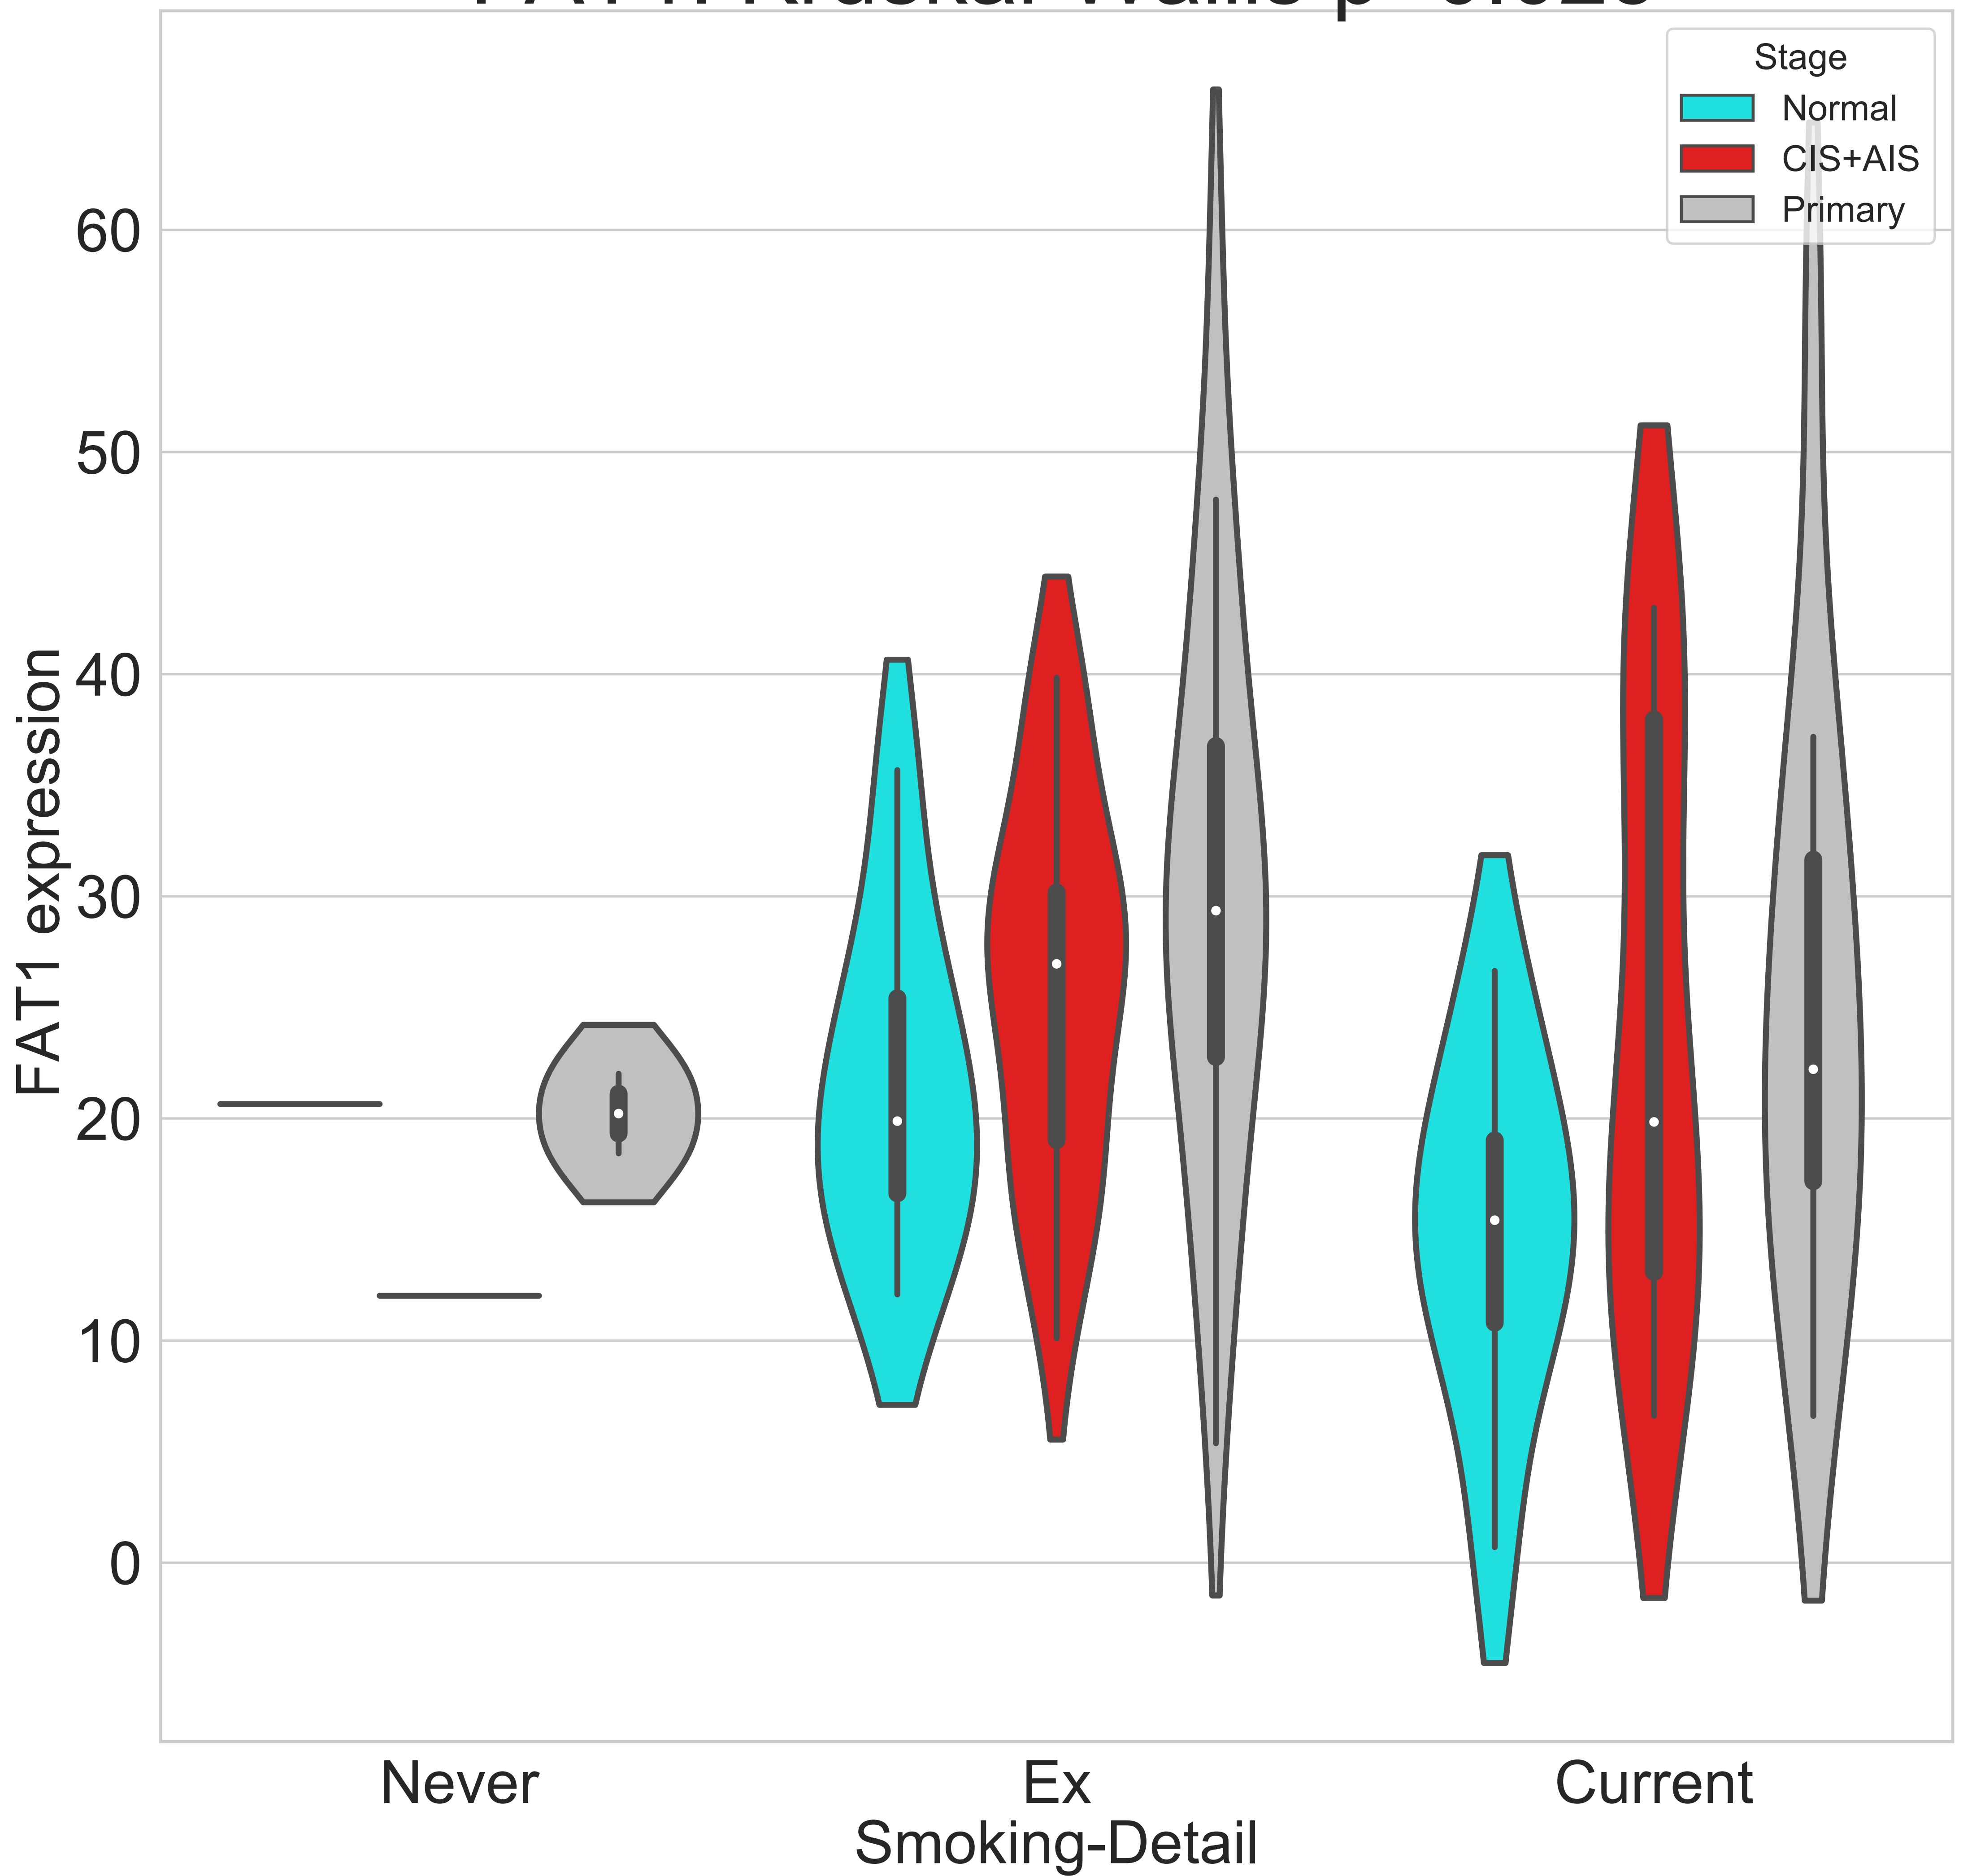 Stage
Normal
CIS+AIS
Primary
60
50
40
30
20
10
0
FAT1 expression
Never
Ex
Current
Smoking-Detail